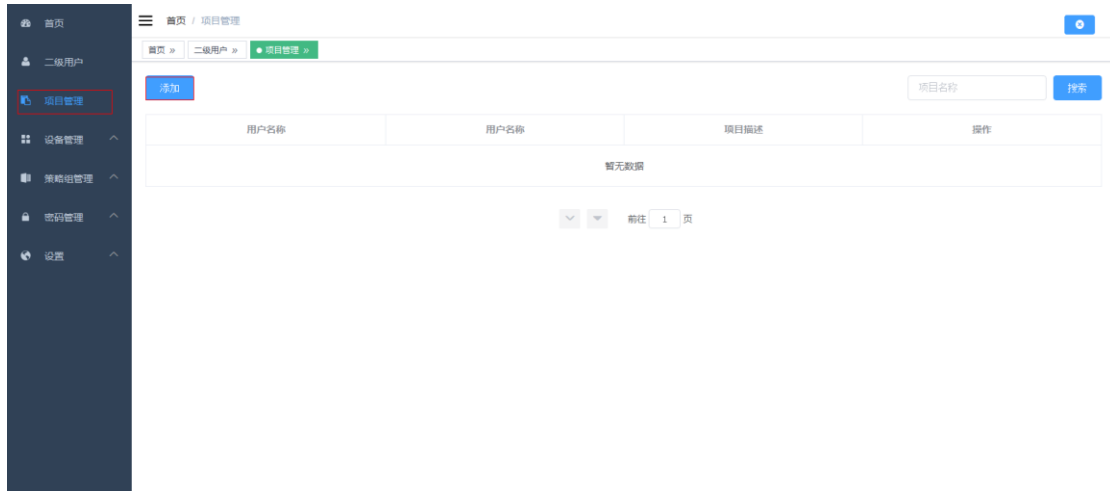 首页
二级用户
项目管理
设备管理
策略组管理
密码管理
设置
首页 / 项目管理
首页 » 二级用户 » ● 项目管理 »
添加 项目名称 搜索
用户名称 用户名称 项目描述 操作
暂无数据
前往 1 页